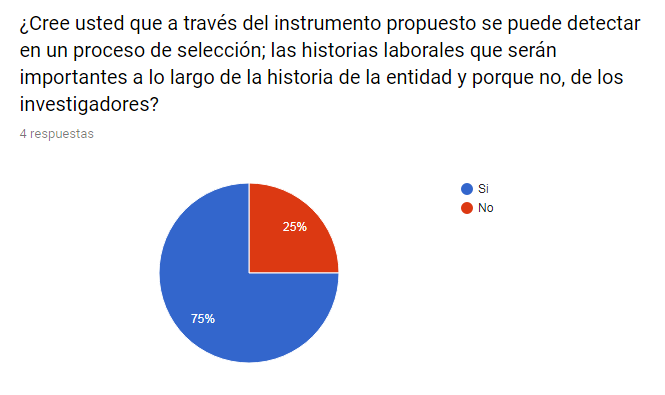 ¿Cree usted que a través del instrumento propuesto se puede detectar
en un proceso de selección; las historias laborales que serán
importantes a lo largo de la historia de la entidad y porque no, de los
investigadores?
4 respuestas
Si
No
25%
75%